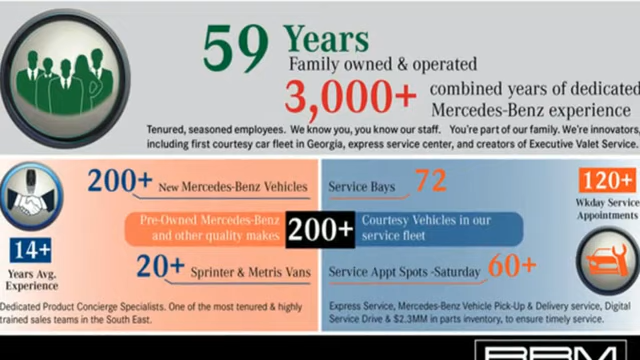 59 Years
Family owned & operated
3,000+ combined years of dedicated
Mercedes-Benz experience
Tenured, seasoned employees. We know you, you know our staff. You're part of our family. We're innovators,
including first courtesy car fleet in Georgia, express service center, and creators of Executive Valet Service.
200+ New Mercedes-Benz Vehicles
Service Bays 72
120+
Wkday Service
Appointments
Pre-Owned Mercedes-Benz
and other quality makes
200+
Courtesy Vehicles in our
service fleet
14+
Years Avg.
Experience
20+ Sprinter & Metris Vans
Service Appt Spots -Saturday 60+
Dedicated Product Concierge Specialists. One of the most tenured & highly
trained sales teams in the South East.
Express Service, Mercedes-Benz Vehicle Pick-Up & Delivery service, Digital
Service Drive & $2.3MM in parts inventory, to ensure timely service.